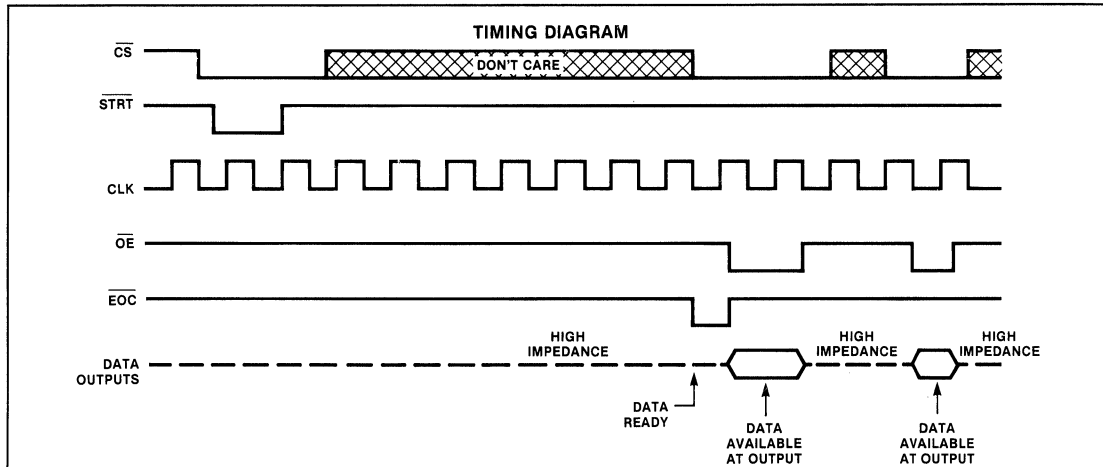 TIMING DIAGRAM
CS
DON'T CARE
STRT
CLK
OE
EOC
HIGH
IMPEDANCE
HIGH
IMPEDANCE
HIGH
IMPEDANCE
DATA
OUTPUTS
DATA
READY
DATA
AVAILABLE
AT OUTPUT
DATA
AVAILABLE
AT OUTPUT